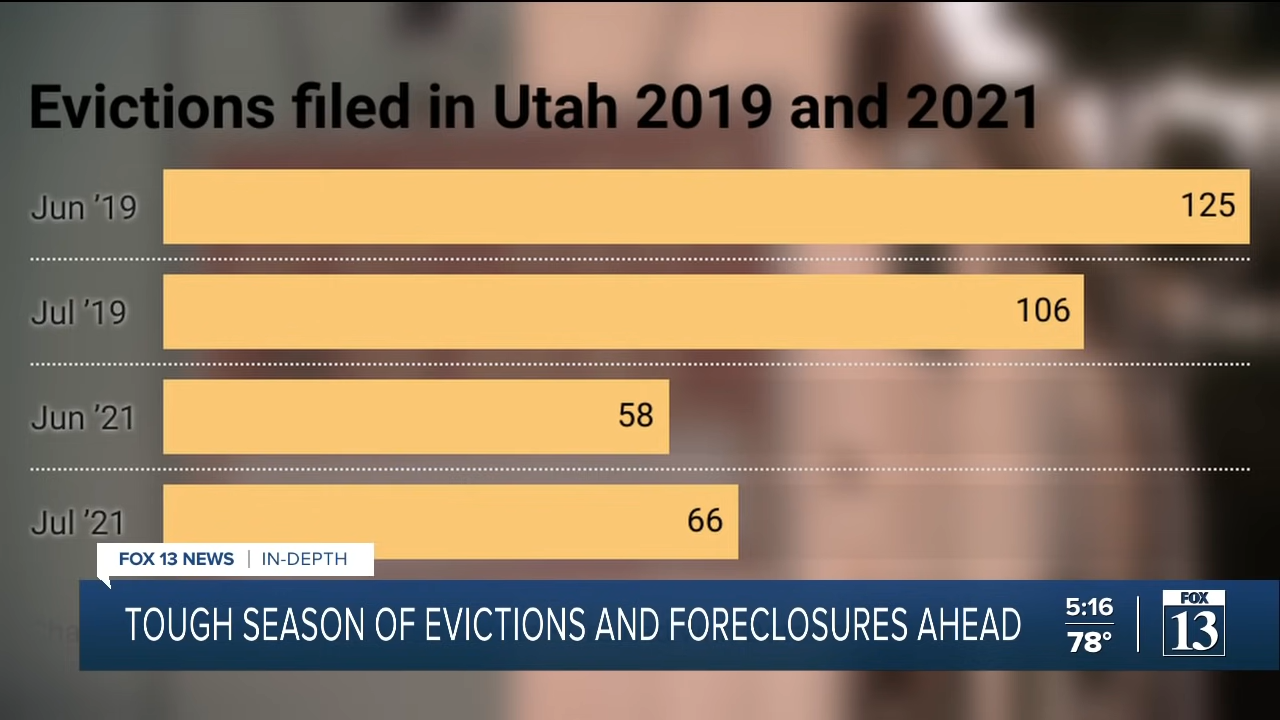 Evictions filed in Utah 2019 and 2021
Jun ’19 125
Jul ’19 106
Jun ’21 58
Jul ’21 66
FOX 13 NEWS | IN-DEPTH
TOUGH SEASON OF EVICTIONS AND FORECLOSURES AHEAD
5:16
78°
FOX
13